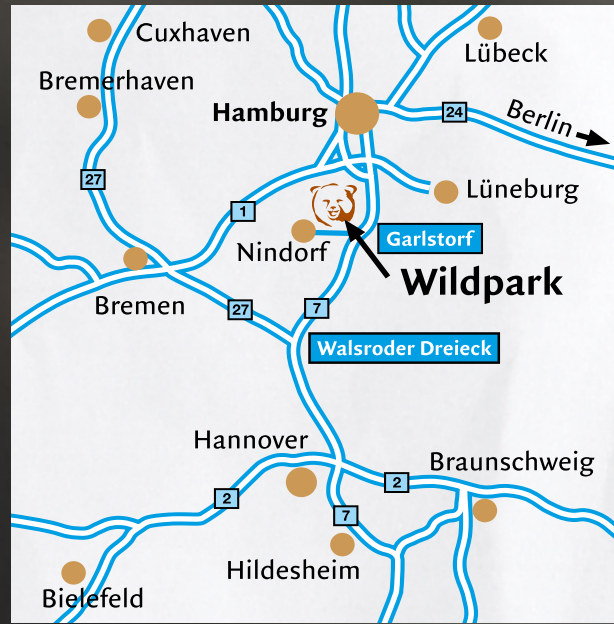 Cuxhaven
Lübeck
Bremerhaven
Hamburg
24
Berlin
27
Lüneburg
1
Garlstorf
Nindorf
Wildpark
Bremen
27
7
Walsroder Dreieck
Hannover
Braunschweig
2
2
7
Hildesheim
Bielefeld